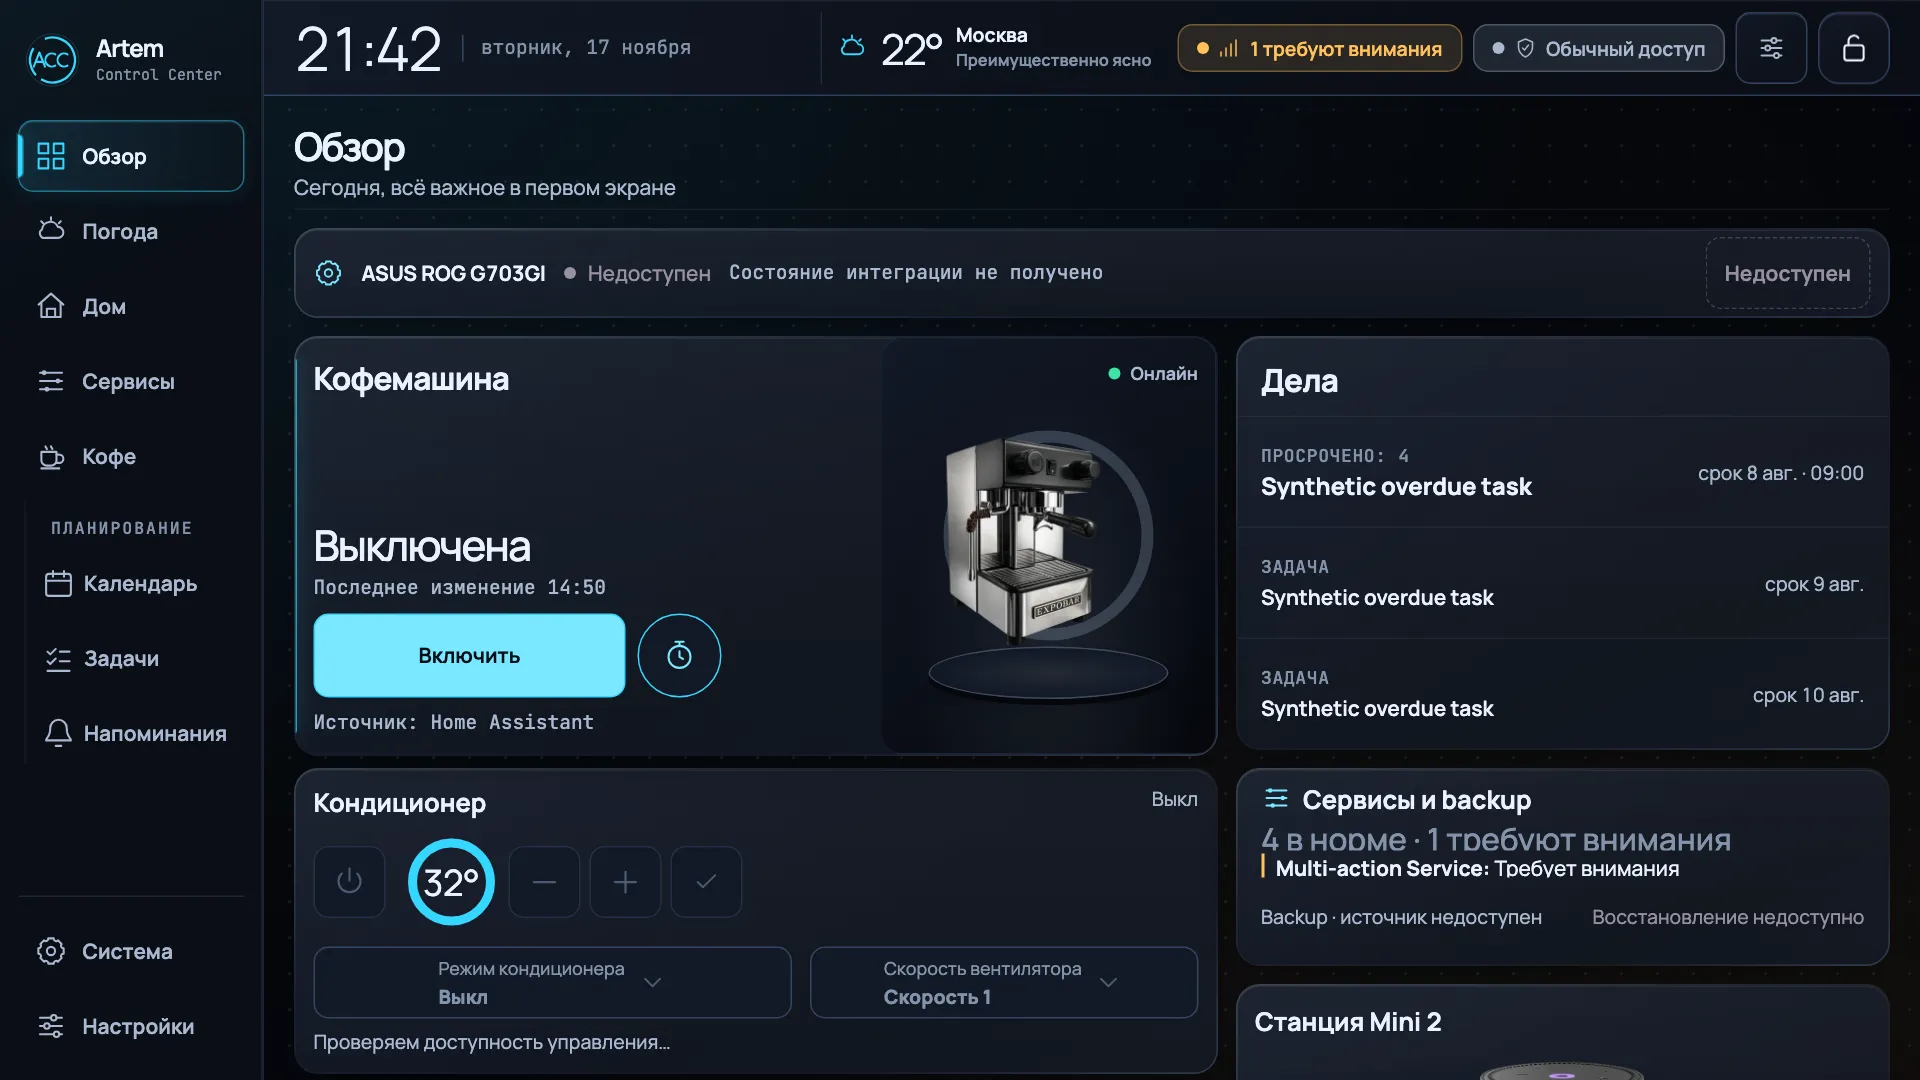 ACC
Artem
Control Center
Обзор
Погода
Дом
Сервисы
Кофе
ПЛАНИРОВАНИЕ
Календарь
Задачи
Напоминания
Система
Настройки
21:42
вторник, 17 ноября
22°
Москва
Преимущественно ясно
1 требуют внимания
Обычный доступ
Обзор
Сегодня, всё важное в первом экране
ASUS ROG G703GI
Недоступен
Состояние интеграции не получено
Недоступен
Кофемашина
Онлайн
EXPOBAR
Выключена
Последнее изменение 14:50
Включить
Источник: Home Assistant
Дела
ПРОСРОЧЕНО: 4
Synthetic overdue task
срок 8 авг. · 09:00
ЗАДАЧА
Synthetic overdue task
срок 9 авг.
ЗАДАЧА
Synthetic overdue task
срок 10 авг.
Кондиционер
Выкл
32°
Режим кондиционера
Выкл
Скорость вентилятора
Скорость 1
Проверяем доступность управления…
Сервисы и backup
4 в норме · 1 требуют внимания
Multi-action Service: Требует внимания
Backup · источник недоступен
Восстановление недоступно
Станция Mini 2